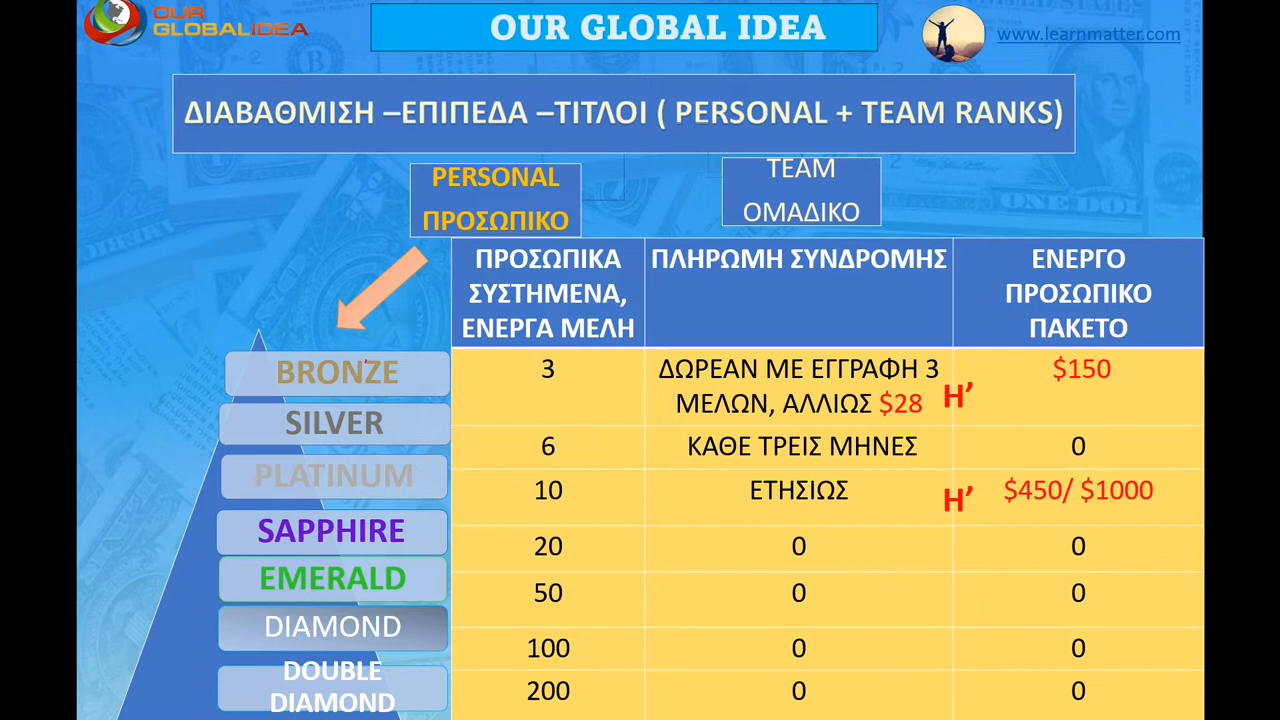 OUR
GLOBALIDEA
OUR GLOBAL IDEA
www.learnmatter.com
ΔΙΑΒΑΘΜΙΣΗ –ΕΠΙΠΕΔΑ –ΤΙΤΛΟΙ ( PERSONAL + TEAM RANKS)
PERSONAL
ΠΡΟΣΩΠΙΚΟ
TEAM
ΟΜΑΔΙΚΟ
ΠΡΟΣΩΠΙΚΑ
ΣΥΣΤΗΜΕΝΑ,
ΕΝΕΡΓΑ ΜΕΛΗ
ΠΛΗΡΩΜΗ ΣΥΝΔΡΟΜΗΣ
ΕΝΕΡΓΟ
ΠΡΟΣΩΠΙΚΟ
ΠΑΚΕΤΟ
BRONZE
3
ΔΩΡΕΑΝ ΜΕ ΕΓΓΡΑΦΗ 3
ΜΕΛΩΝ, ΑΛΛΙΩΣ $28
Η’
$150
SILVER
6
ΚΑΘΕ ΤΡΕΙΣ ΜΗΝΕΣ
0
PLATINUM
10
ΕΤΗΣΙΩΣ
Η’
$450/ $1000
SAPPHIRE
20
0
0
EMERALD
50
0
0
DIAMOND
100
0
0
DOUBLE
DIAMOND
200
0
0